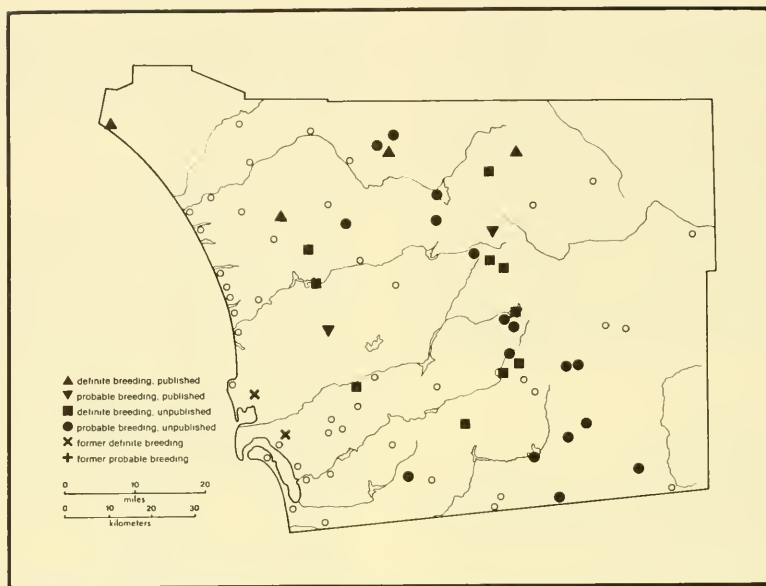 definite breeding, published
probable breeding, published
definite breeding, unpublished
probable breeding, unpublished
former definite breeding
former probable breeding
0 10 20
miles
0 10 20 30
kilometers